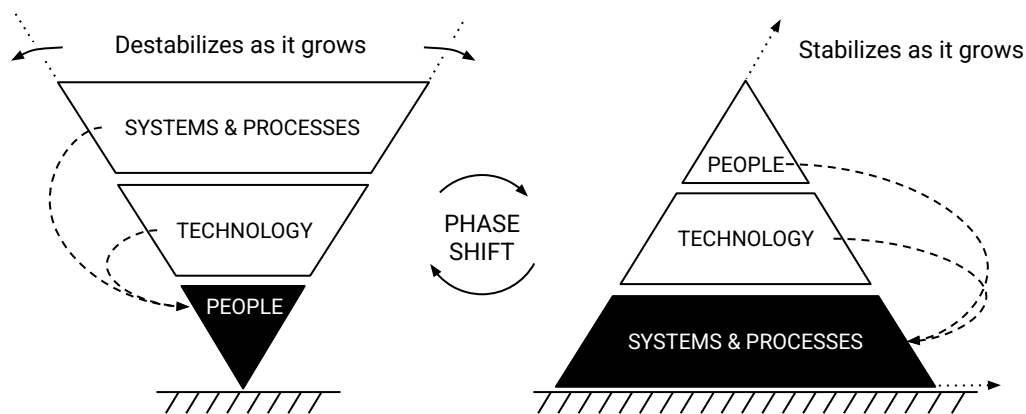 Destabilizes as it grows
SYSTEMS & PROCESSES
TECHNOLOGY
PEOPLE
PHASE
SHIFT
Stabilizes as it grows
PEOPLE
TECHNOLOGY
SYSTEMS & PROCESSES